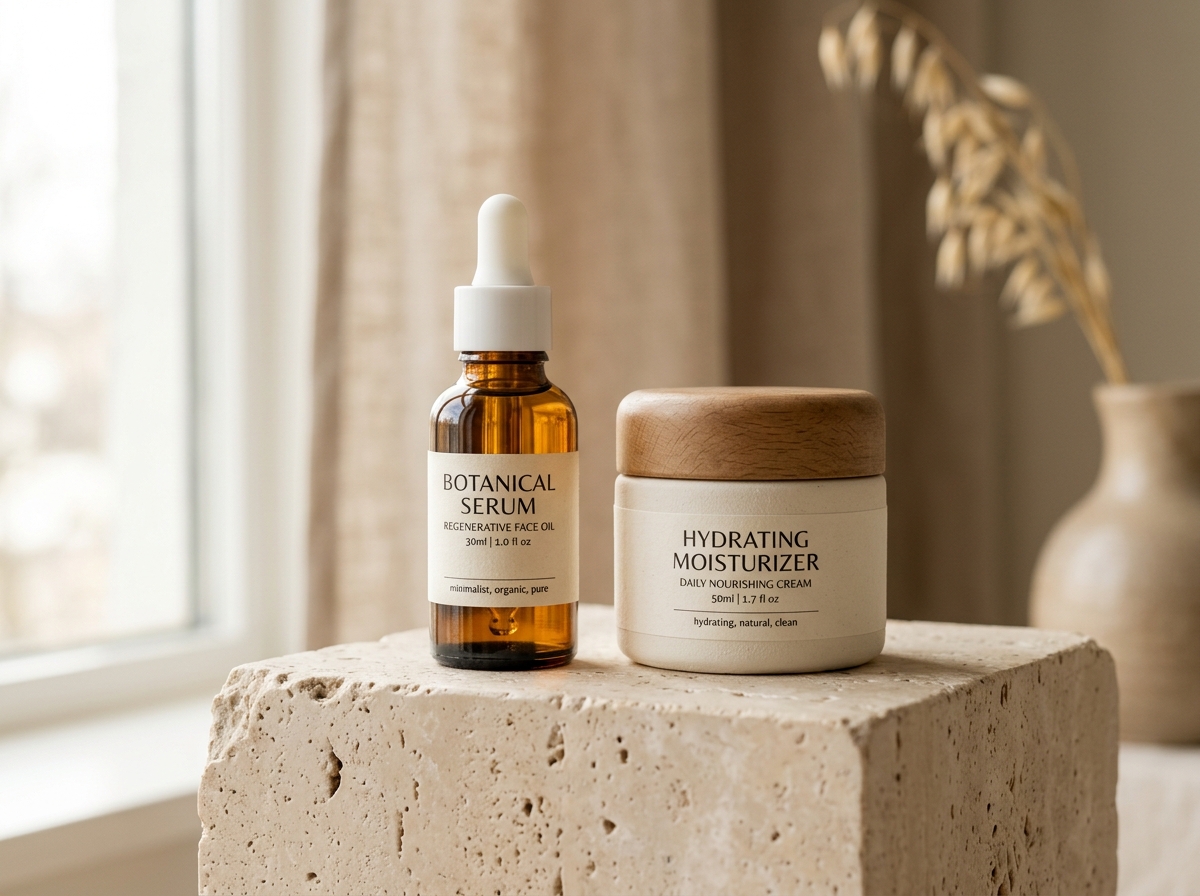 BOTANICAL
SERUM
REGENERATIVE FACE OIL
30ml | 1.0 fl oz
minimalist, organic, pure
HYDRATING
MOISTURIZER
DAILY NOURISHING CREAM
50ml | 1.7 fl oz
hydrating, natural, clean